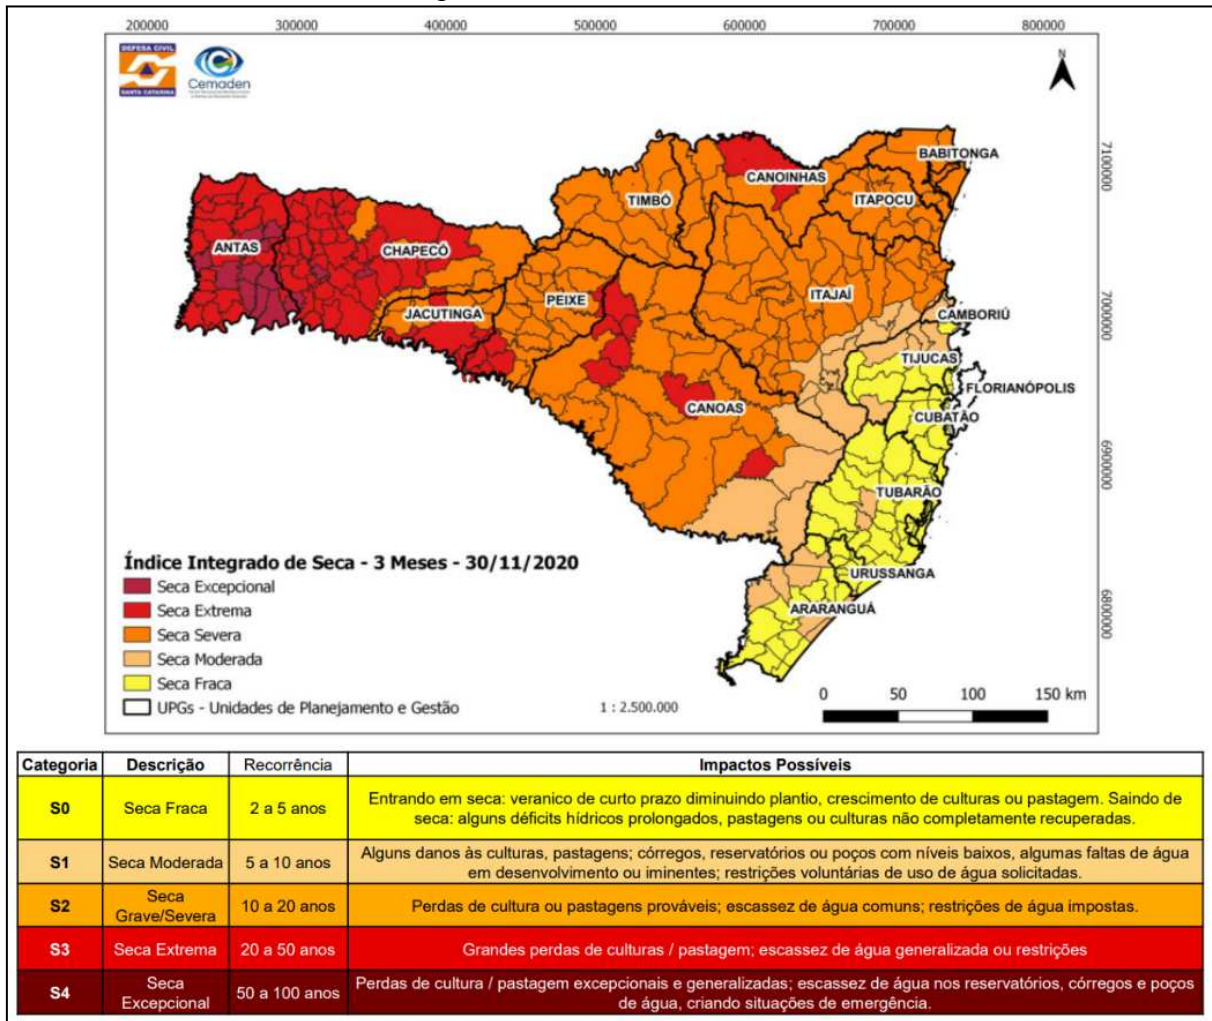 200000 300000 400000 500000 600000 700000 800000
DEFESA CIVIL
SANTA CATARINA
Cemaden
N
7100000
7000000
6900000
6800000
BABITONGA
CANOINHAS
TIMBÓ
ITAPOCU
ANTAS
CHAPECÓ
ITAJAÍ
PEIXE
JACUTINGA
CAMBORIÚ
TIJUCAS
FLORIANÓPOLIS
CANOAS
CUBATÃO
TUBARÃO
URUSSANGA
ARARANGUÁ
Índice Integrado de Seca - 3 Meses - 30/11/2020
Seca Excepcional
Seca Extrema
Seca Severa
Seca Moderada
Seca Fraca
UPGs - Unidades de Planejamento e Gestão
1 : 2.500.000
0 50 100 150 km
Categoria Descrição Recorrência Impactos Possíveis
S0 Seca Fraca 2 a 5 anos Entrando em seca: veranico de curto prazo diminuindo plantio, crescimento de culturas ou pastagem. Saindo de
seca: alguns déficits hídricos prolongados, pastagens ou culturas não completamente recuperadas.
S1 Seca Moderada 5 a 10 anos Alguns danos às culturas, pastagens; córregos, reservatórios ou poços com níveis baixos, algumas faltas de água
em desenvolvimento ou iminentes; restrições voluntárias de uso de água solicitadas.
S2 Seca
Grave/Severa 10 a 20 anos Perdas de cultura ou pastagens prováveis; escassez de água comuns; restrições de água impostas.
S3 Seca Extrema 20 a 50 anos Grandes perdas de culturas / pastagem; escassez de água generalizada ou restrições
S4 Seca
Excepcional 50 a 100 anos Perdas de cultura / pastagem excepcionais e generalizadas; escassez de água nos reservatórios, córregos e poços
de água, criando situações de emergência.